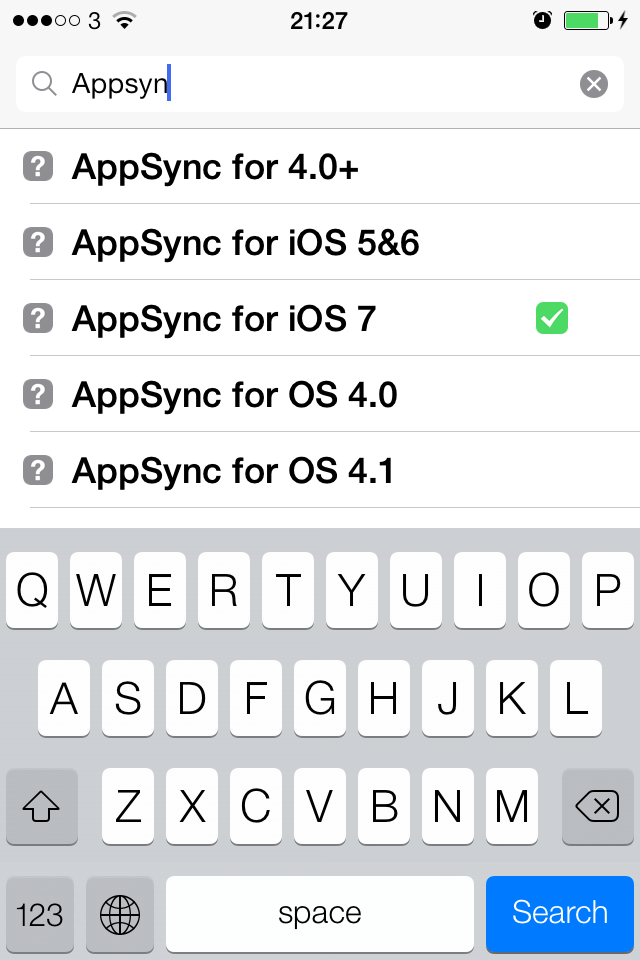 3 21:27
Appsyn
? AppSync for 4.0+
? AppSync for iOS 5&6
? AppSync for iOS 7
? AppSync for OS 4.0
? AppSync for OS 4.1
Q W E R T Y U I O P
A S D F G H J K L
Z X C V B N M
123 space Search